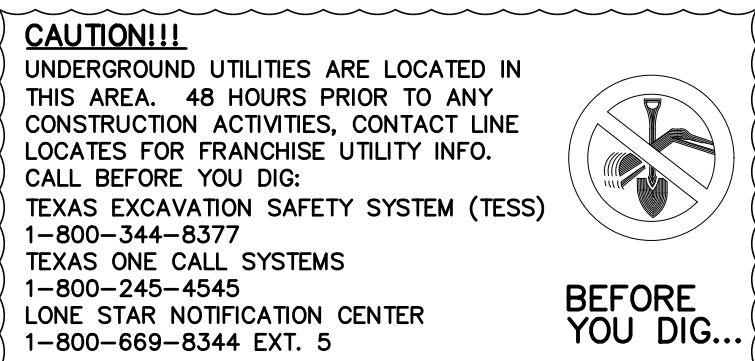 CAUTION!!!
UNDERGROUND UTILITIES ARE LOCATED IN
THIS AREA. 48 HOURS PRIOR TO ANY
CONSTRUCTION ACTIVITIES, CONTACT LINE
LOCATES FOR FRANCHISE UTILITY INFO.
CALL BEFORE YOU DIG:
TEXAS EXCAVATION SAFETY SYSTEM (TESS)
1-800-344-8377
TEXAS ONE CALL SYSTEMS
1-800-245-4545
LONE STAR NOTIFICATION CENTER
1-800-669-8344 EXT. 5
BEFORE
YOU DIG...